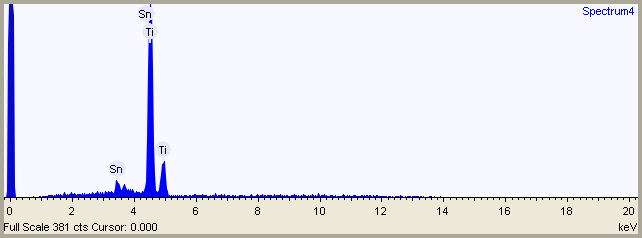 Spectrum4
Sn
Ti
Ti
Sn
0 2 4 6 8 10 12 14 16 18 20
Full Scale 381 cts Cursor: 0.000 keV